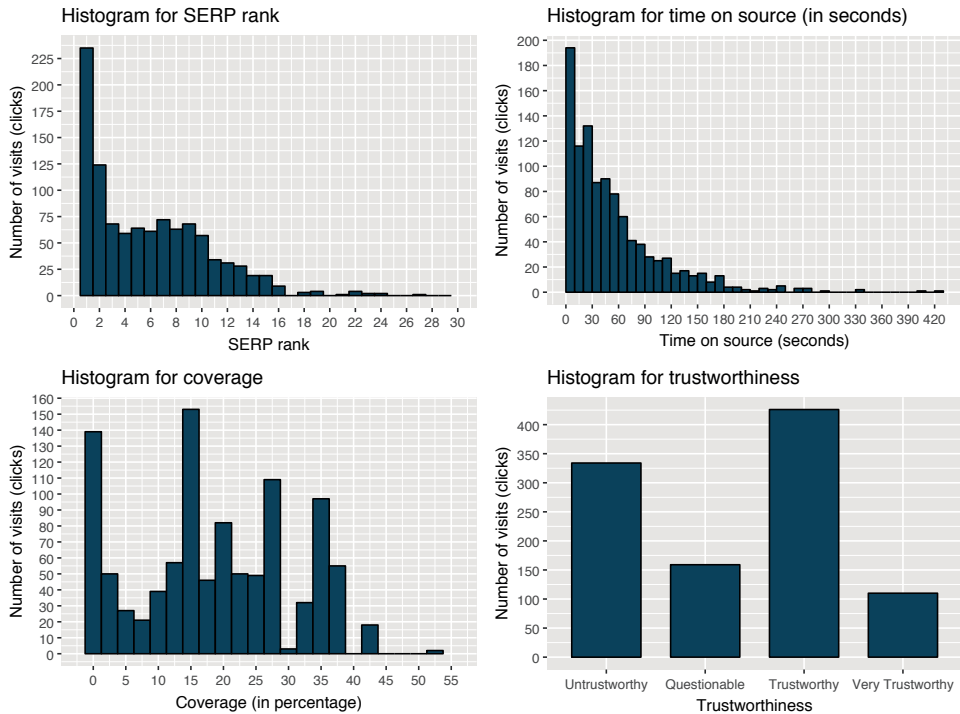 Histogram for SERP rank
Number of visits (clicks)
225
200
175
150
125
100
75
50
25
0
0 2 4 6 8 10 12 14 16 18 20 22 24 26 28 30
SERP rank
Histogram for time on source (in seconds)
Number of visits (clicks)
200
180
160
140
120
100
80
60
40
20
0
0 30 60 90 120 150 180 210 240 270 300 330 360 390 420
Time on source (seconds)
Histogram for coverage
Number of visits (clicks)
160
150
140
130
120
110
100
90
80
70
60
50
40
30
20
10
0
0 5 10 15 20 25 30 35 40 45 50 55
Coverage (in percentage)
Histogram for trustworthiness
Number of visits (clicks)
400
350
300
250
200
150
100
50
0
Untrustworthy Questionable Trustworthy Very Trustworthy
Trustworthiness